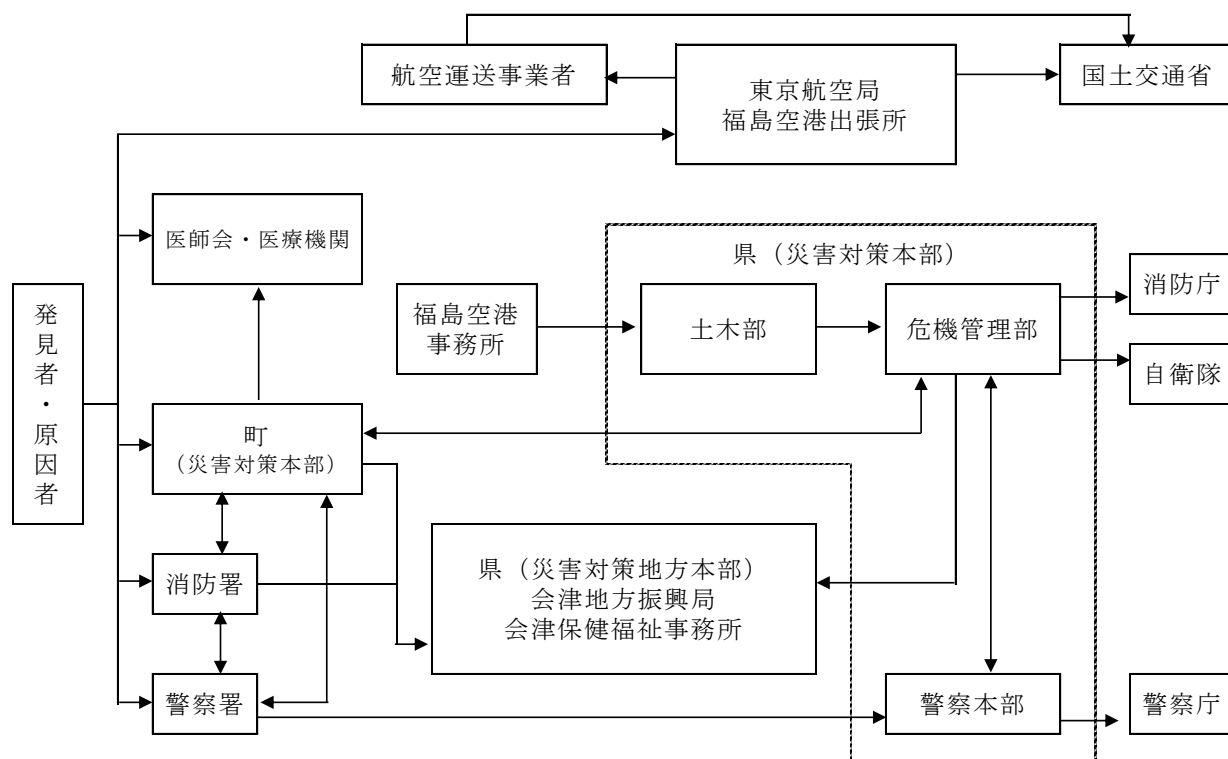 航空運送事業者
東京航空局
福島空港出張所
国土交通省
医師会・医療機関
県（災害対策本部）
消防庁
発見者・原因者
福島空港
事務所
土木部
危機管理部
自衛隊
町
（災害対策本部）
県（災害対策地方本部）
会津地方振興局
会津保健福祉事務所
消防署
警察署
警察本部
警察庁